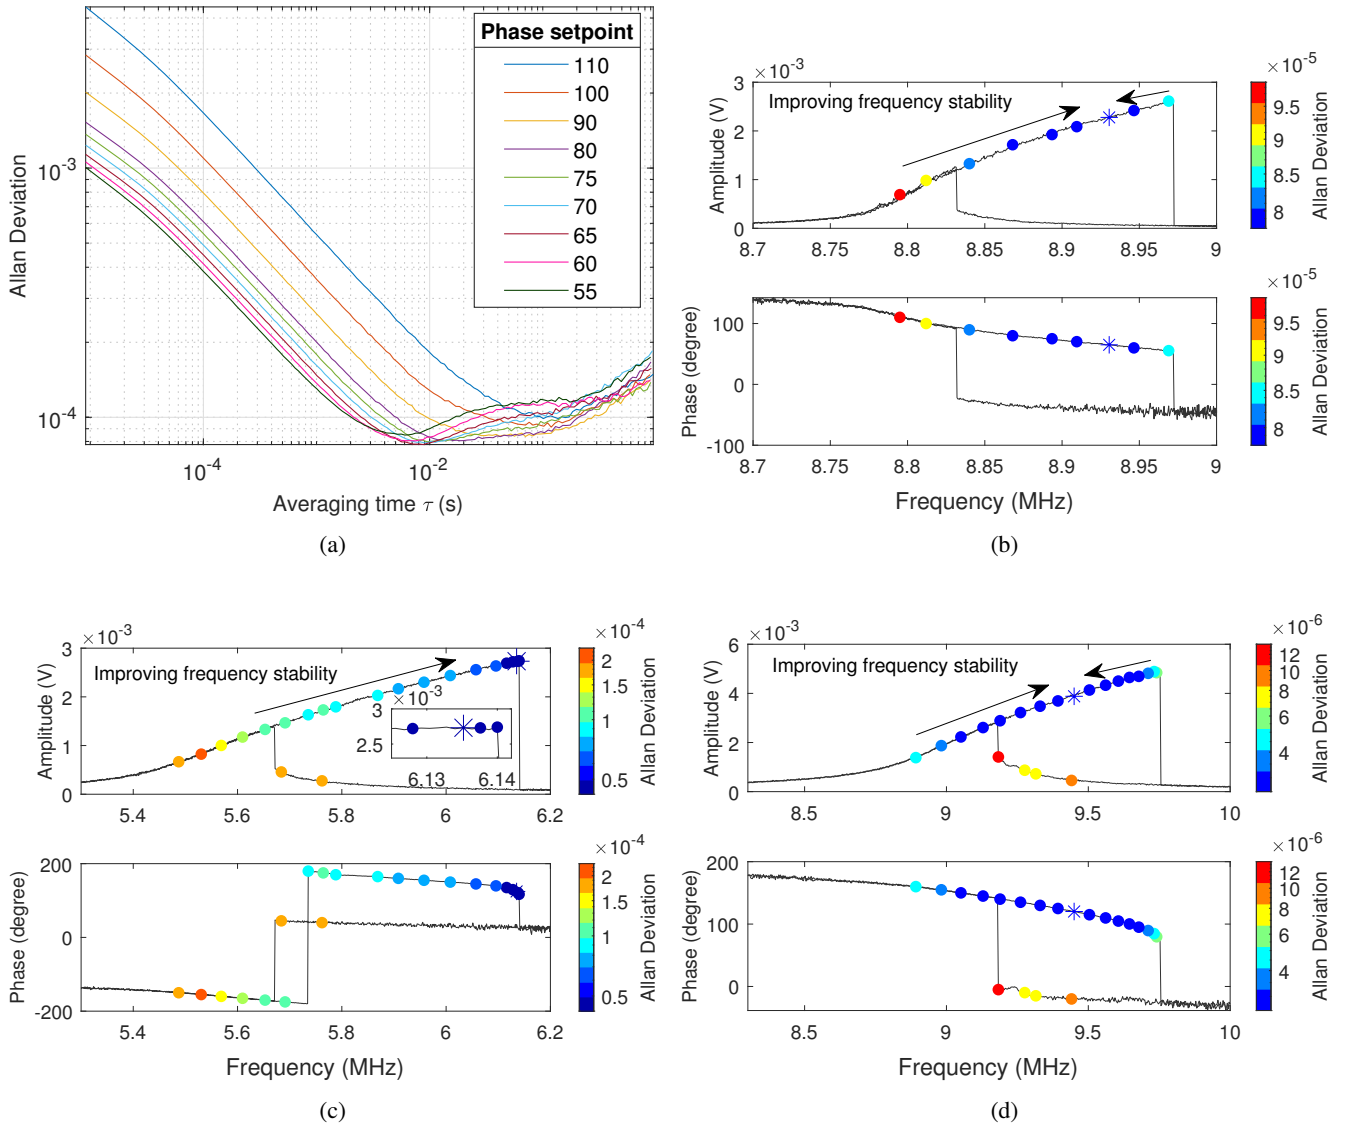 Phase setpoint
110
100
90
80
75
70
65
60
55
Allan Deviation
10^-3
10^-4
10^-4
10^-2
Averaging time τ (s)
(a)
×10^-3
Improving frequency stability
Amplitude (V)
3
2
1
0
8.7 8.75 8.8 8.85 8.9 8.95 9
×10^-5
9.5
9
8.5
8
Allan Deviation
Phase (degree)
100
0
-100
8.7 8.75 8.8 8.85 8.9 8.95 9
Frequency (MHz)
×10^-5
9.5
9
8.5
8
Allan Deviation
(b)
×10^-3
Improving frequency stability
Amplitude (V)
3
2
1
0
×10^-3
3
2.5
6.13 6.14
5.4 5.6 5.8 6 6.2
×10^-4
2
1.5
1
0.5
Allan Deviation
Phase (degree)
200
0
-200
5.4 5.6 5.8 6 6.2
Frequency (MHz)
×10^-4
2
1.5
1
0.5
Allan Deviation
(c)
×10^-3
Improving frequency stability
Amplitude (V)
6
4
2
0
8.5 9 9.5 10
×10^-6
12
10
8
6
4
Allan Deviation
Phase (degree)
200
100
0
8.5 9 9.5 10
Frequency (MHz)
×10^-6
12
10
8
6
4
Allan Deviation
(d)